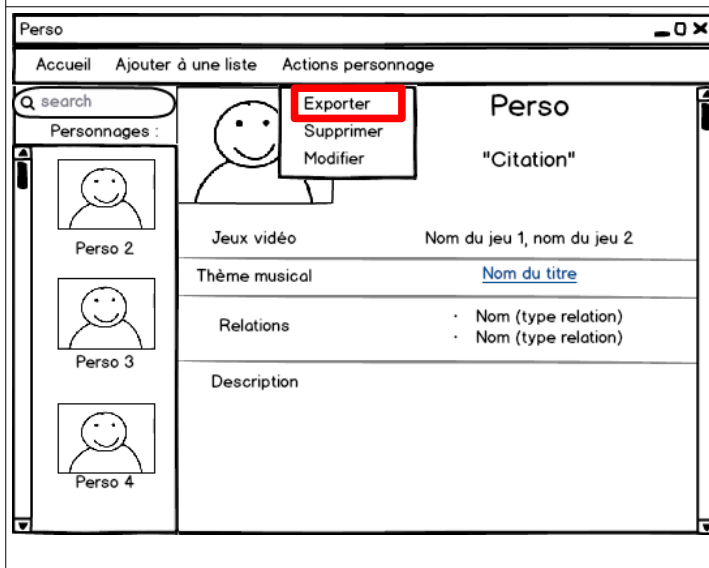 Perso
Accueil Ajouter à une liste Actions personnage
search
Personnages :
Perso 2
Perso 3
Perso 4
Exporter
Supprimer
Modifier
Perso
"Citation"
Jeux vidéo Nom du jeu 1, nom du jeu 2
Thème musical Nom du titre
Relations
· Nom (type relation)
· Nom (type relation)
Description